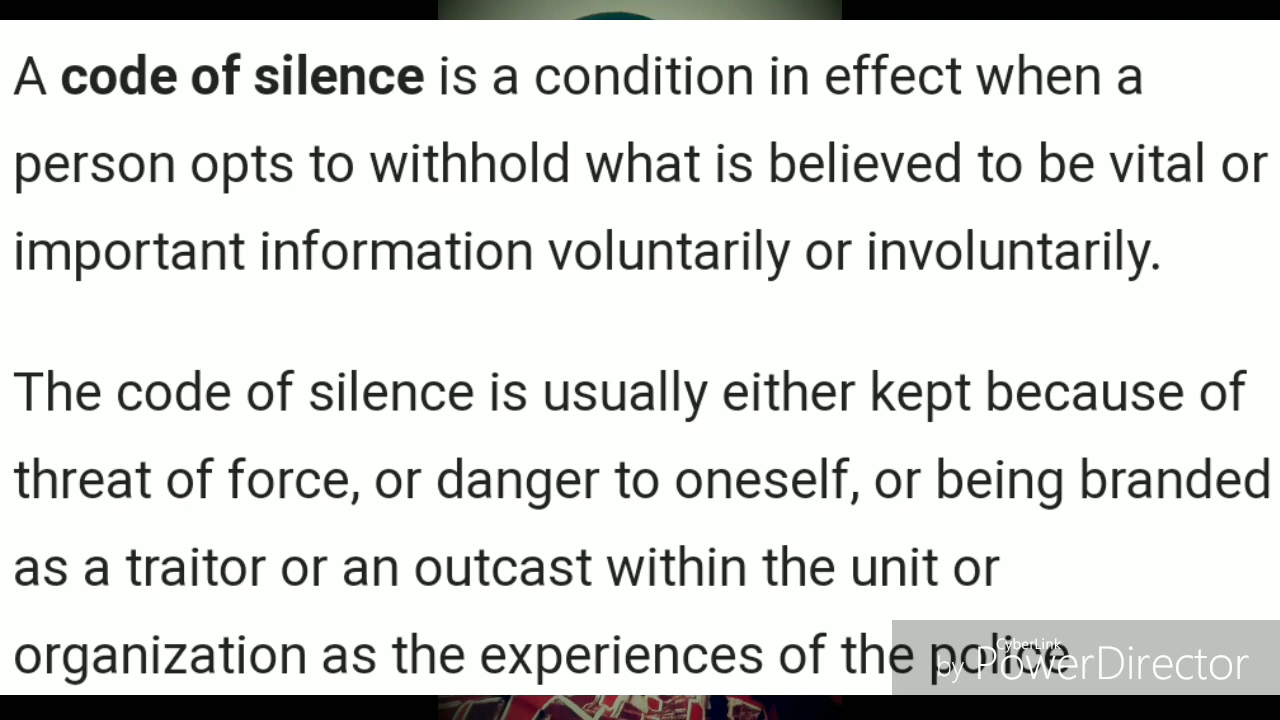 A code of silence is a condition in effect when a
person opts to withhold what is believed to be vital or
important information voluntarily or involuntarily.
The code of silence is usually either kept because of
threat of force, or danger to oneself, or being branded
as a traitor or an outcast within the unit or
organization as the experiences of the police
CyberLink
by PowerDirector